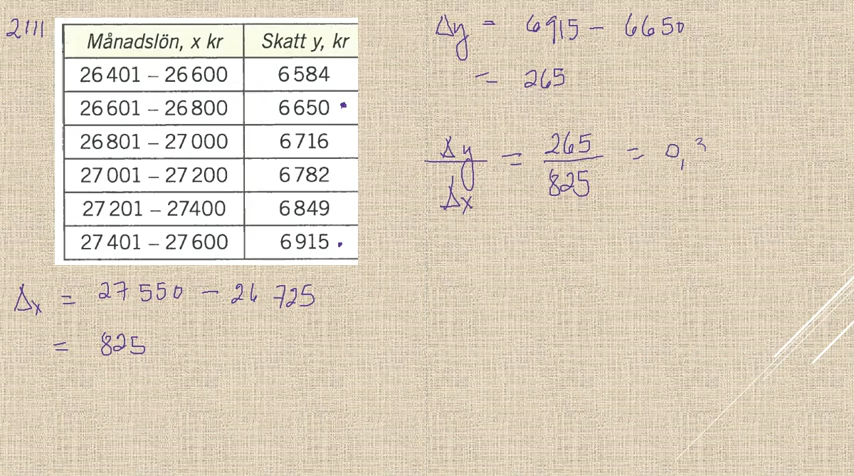 2111
Månadslön, x kr Skatt y, kr
26 401 – 26 600 6 584
26 601 – 26 800 6 650
26 801 – 27 000 6 716
27 001 – 27 200 6 782
27 201 – 27 400 6 849
27 401 – 27 600 6 915
Δx = 27 550 – 26 725
= 825
Δy = 6 915 – 6650
= 265
Δy/Δx = 265/825 = 0,3